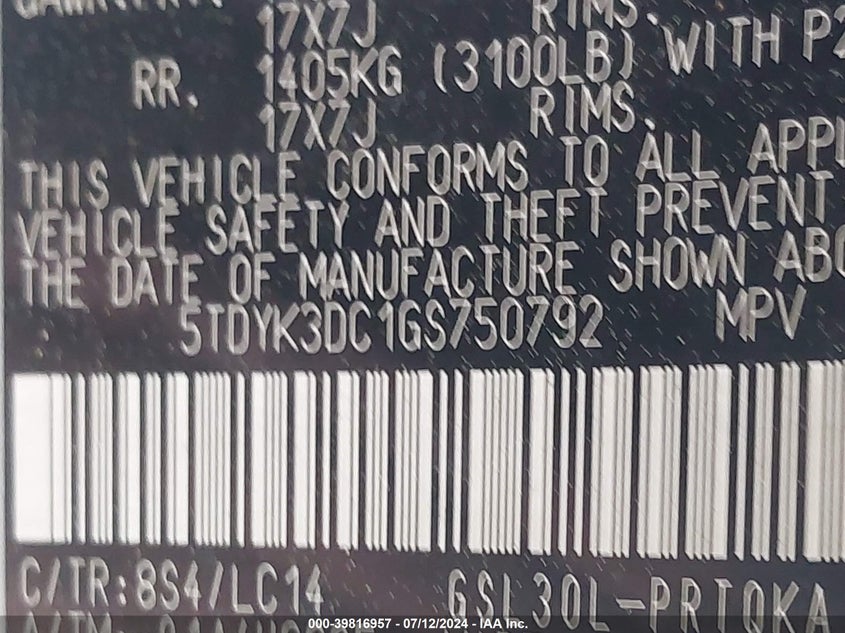 17X7J RIMS.
RR. 1405KG (3100LB) WITH P2
17X7J RIMS.
THIS VEHICLE CONFORMS TO ALL APPL
VEHICLE SAFETY AND THEFT PREVENT
THE DATE OF MANUFACTURE SHOWN ABO
5TDYK3DC1GS750792 MPV
C/TR:8S4/LC14 GSL30L-PRTQKA
000-39816957 - 07/12/2024 - IAA Inc.